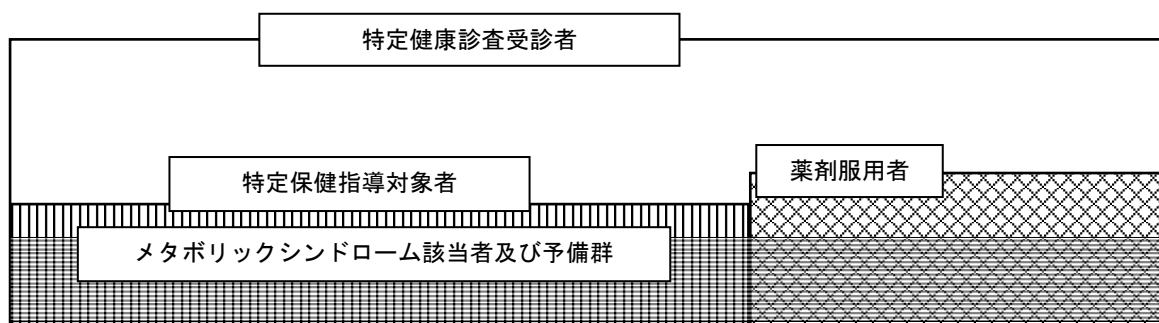 特定健康診査受診者
薬剤服用者
特定保健指導対象者
メタボリックシンドローム該当者及び予備群